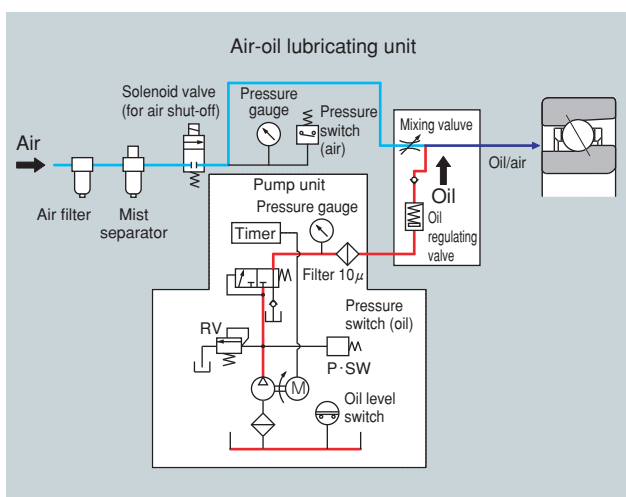 Air-oil lubricating unit
Solenoid valve
(for air shut-off)
Pressure
gauge
Pressure
switch
(air)
Mixing valuve
Air
Oil/air
Oil
Air filter
Mist
separator
Pump unit
Pressure gauge
Timer
Oil
regulating
valve
Filter 10μ
Pressure
switch (oil)
RV
P·SW
M
Oil level
switch